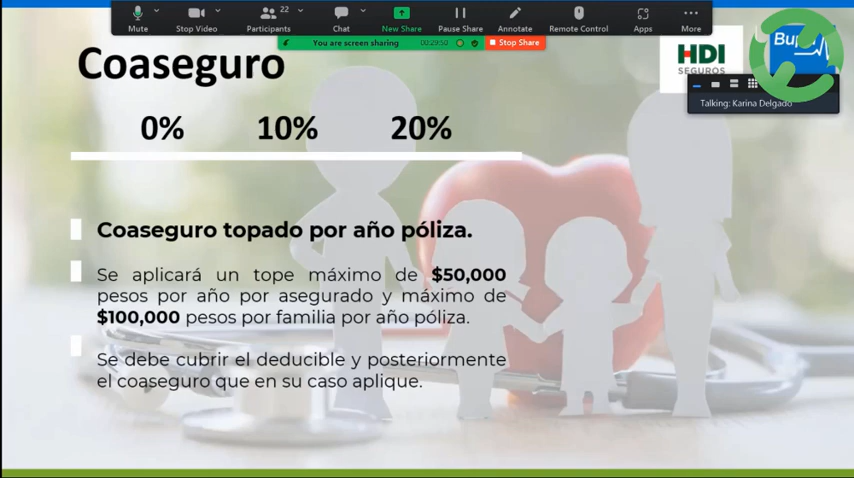 Mute
Stop Video
Participants
22
Chat
New Share
Pause Share
Annotate
Remote Control
Apps
More
You are screen sharing
00:29:50
Stop Share
Coaseguro
HDI
SEGUROS
Talking: Karina Delgado
0% 10% 20%
Coaseguro topado por año póliza.
Se aplicará un tope máximo de $50,000
pesos por año por asegurado y máximo de
$100,000 pesos por familia por año póliza.
Se debe cubrir el deducible y posteriormente
el coaseguro que en su caso aplique.